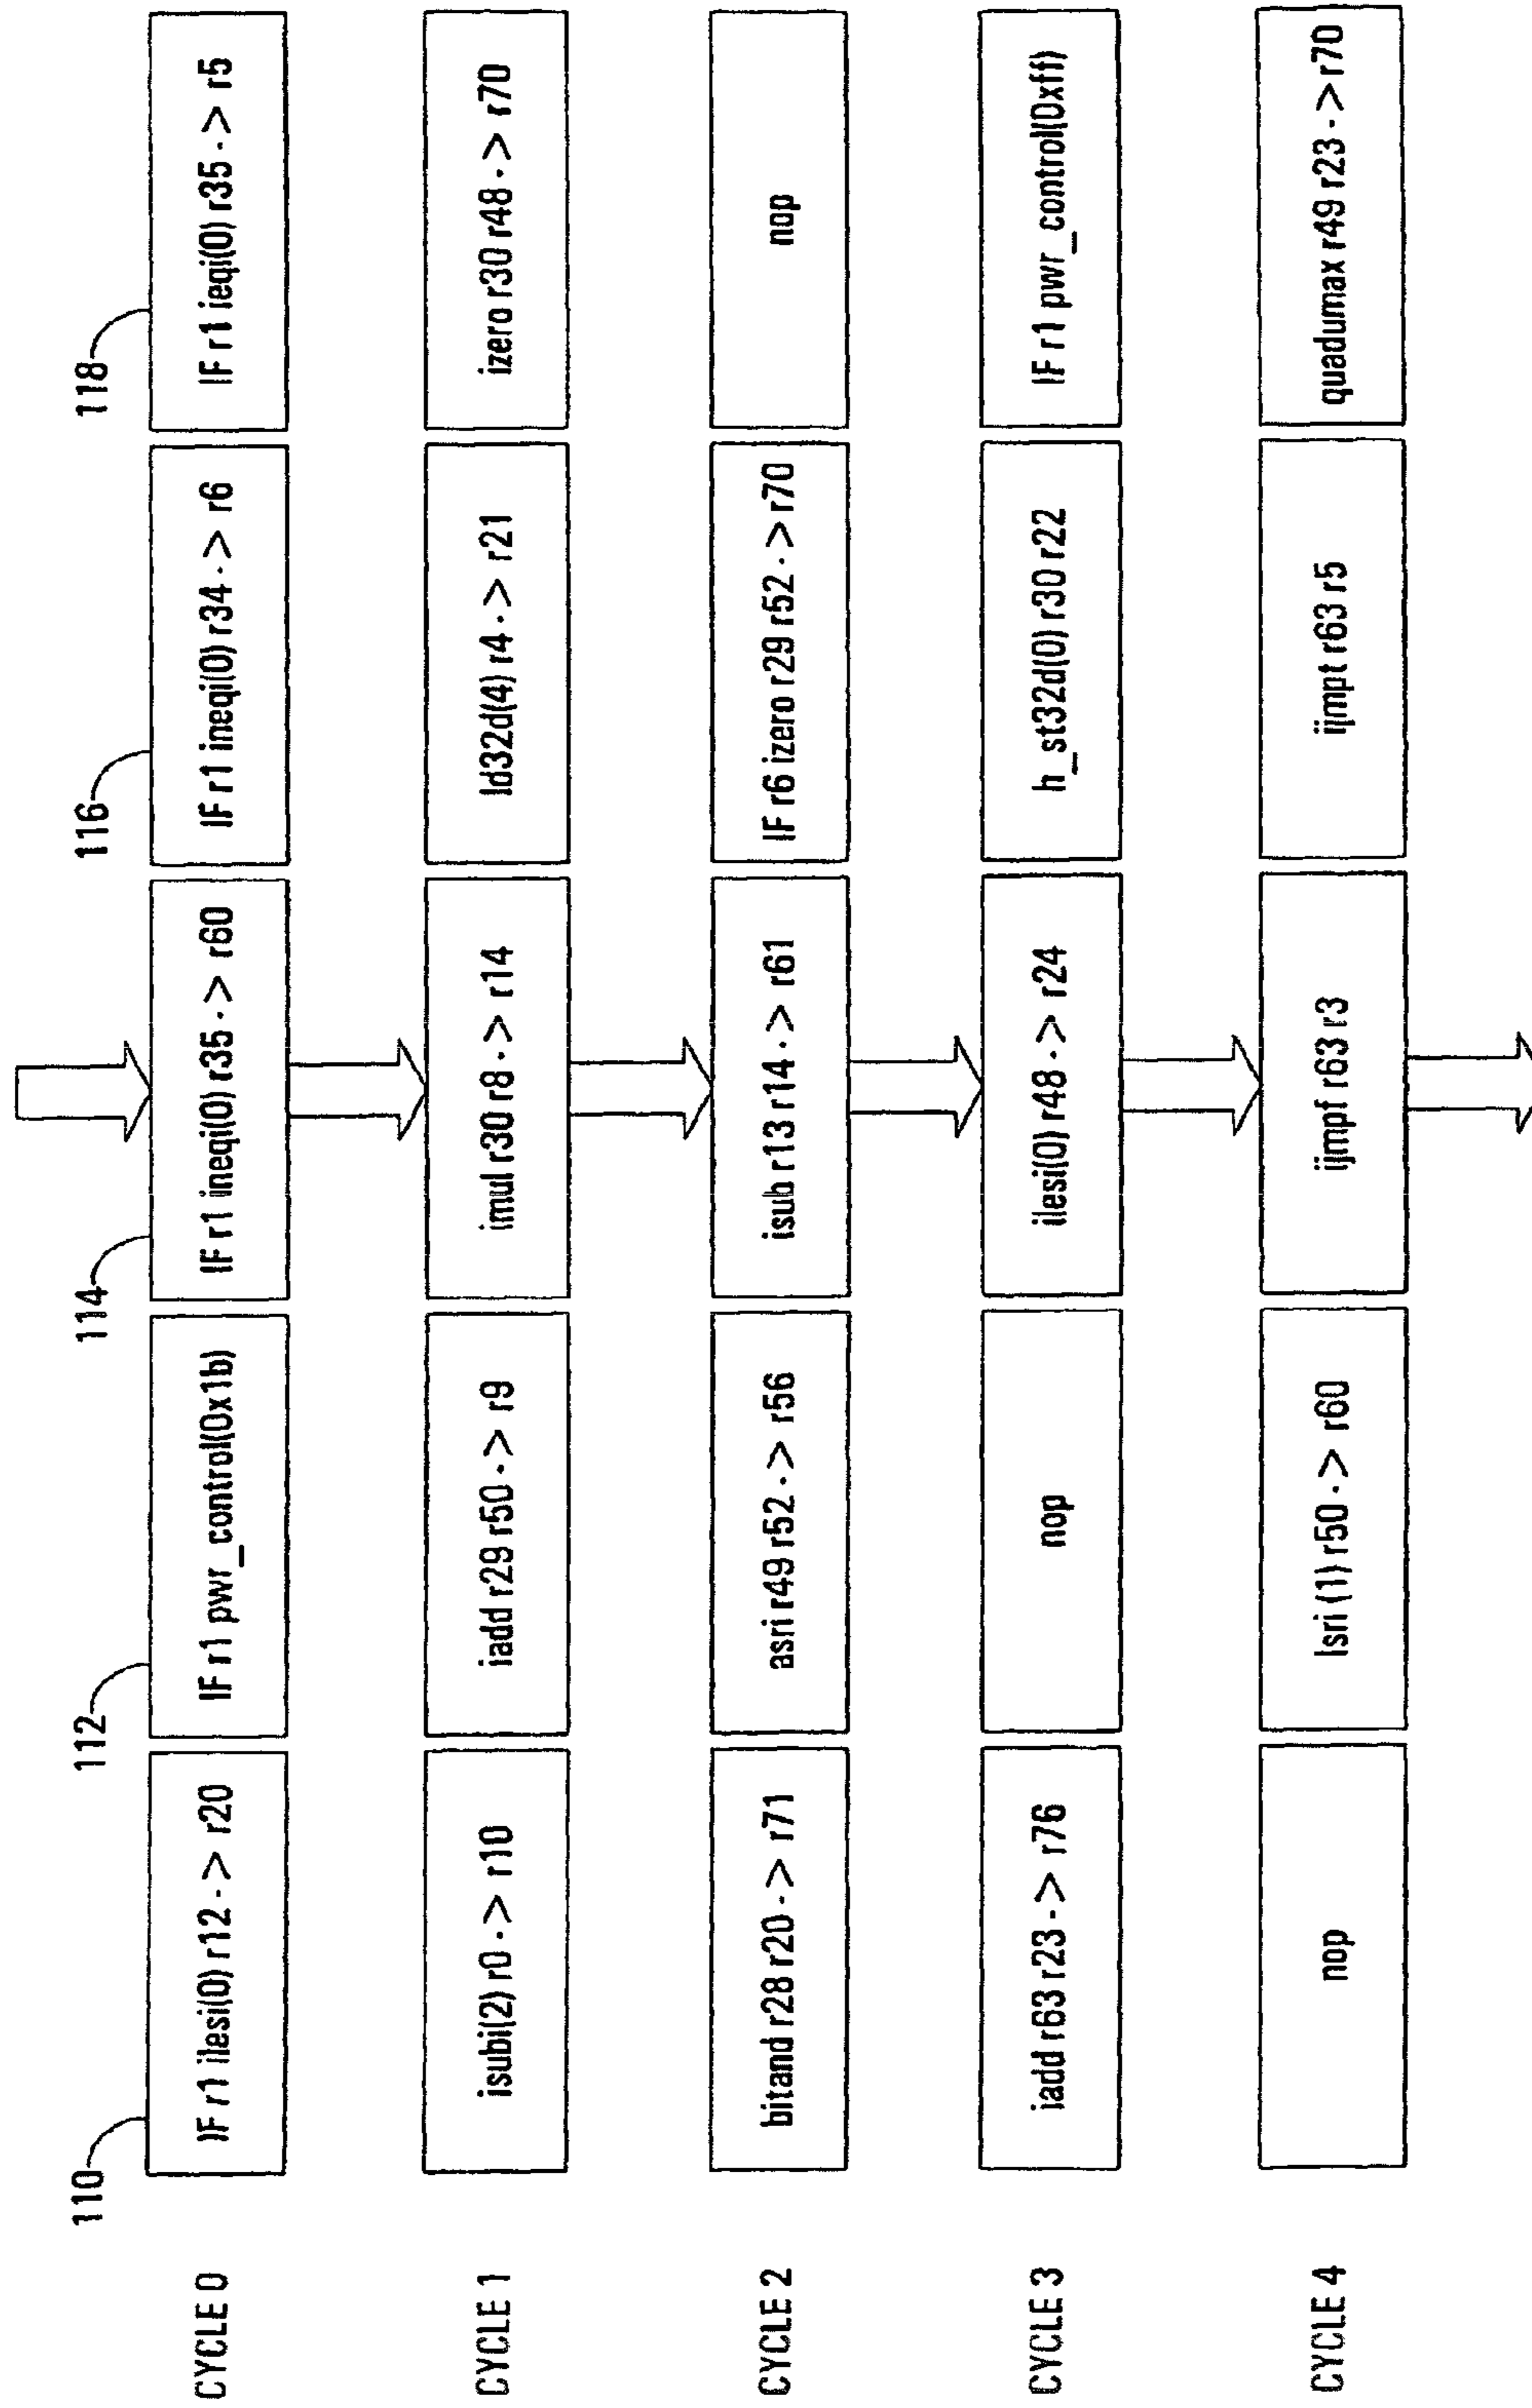 110
112
114
116
118
CYCLE 0
IF r1 ilesi(0) r12 -> r20
IF r1 pwr_control(0x1b)
IF r1 ineqi(0) r35 -> r60
IF r1 ineqi(0) r34 -> r6
IF r1 ieqi(0) r35 -> r5
CYCLE 1
isubi(2) r0 -> r10
iadd r29 r50 -> r9
imul r30 r8 -> r14
ld32d(4) r4 -> r21
izero r30 r48 -> r70
CYCLE 2
bitand r28 r20 -> r71
asri r49 r52 -> r56
isub r13 r14 -> r61
IF r6 izero r29 r52 -> r70
nop
CYCLE 3
iadd r63 r23 -> r76
nop
ilesi(0) r48 -> r24
h_st32d(0) r30 r22
IF r1 pwr_control(0xff)
CYCLE 4
nop
lsri (1) r50 -> r60
ijmpf r63 r3
ijmpt r63 r5
quadumax r49 r23 -> r70